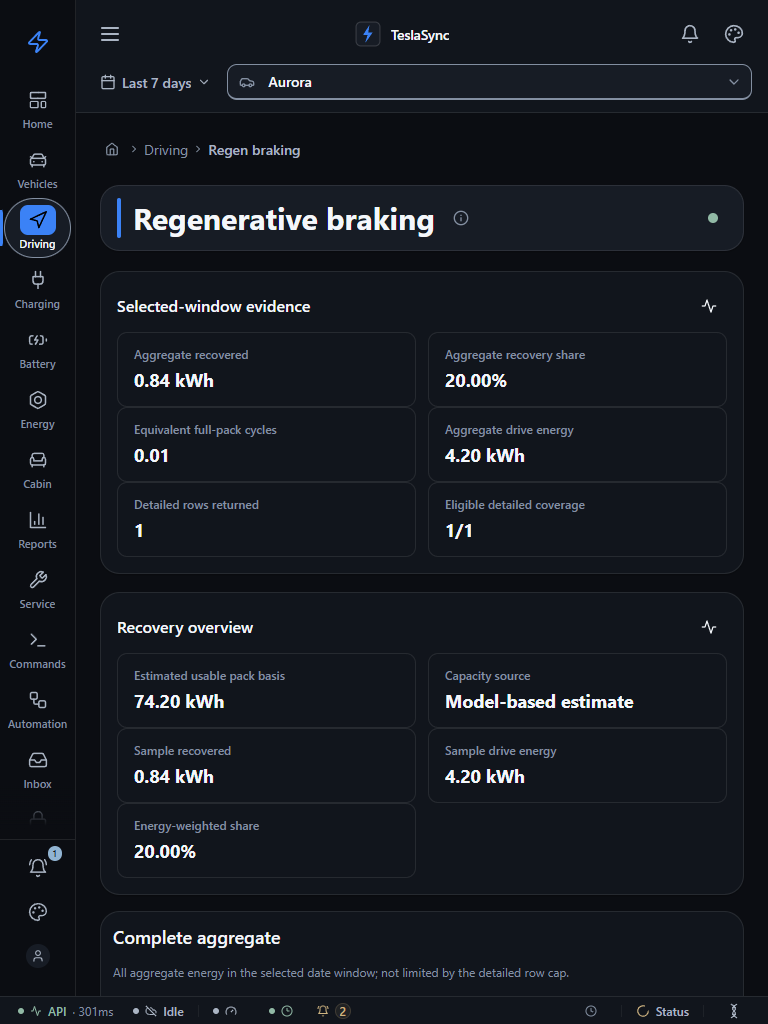 TeslaSync
Last 7 days
Aurora
Home
Vehicles
Driving
Charging
Battery
Energy
Cabin
Reports
Service
Commands
Automation
Inbox
1
Driving
Regen braking
Regenerative braking
Selected-window evidence
Aggregate recovered
0.84 kWh
Aggregate recovery share
20.00%
Equivalent full-pack cycles
0.01
Aggregate drive energy
4.20 kWh
Detailed rows returned
1
Eligible detailed coverage
1/1
Recovery overview
Estimated usable pack basis
74.20 kWh
Capacity source
Model-based estimate
Sample recovered
0.84 kWh
Sample drive energy
4.20 kWh
Energy-weighted share
20.00%
Complete aggregate
All aggregate energy in the selected date window; not limited by the detailed row cap.
API · 301ms
Idle
2
Status